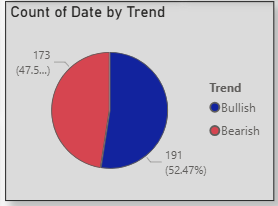 Count of Date by Trend
173
(47.5...)
Trend
Bullish
Bearish
191
(52.47%)